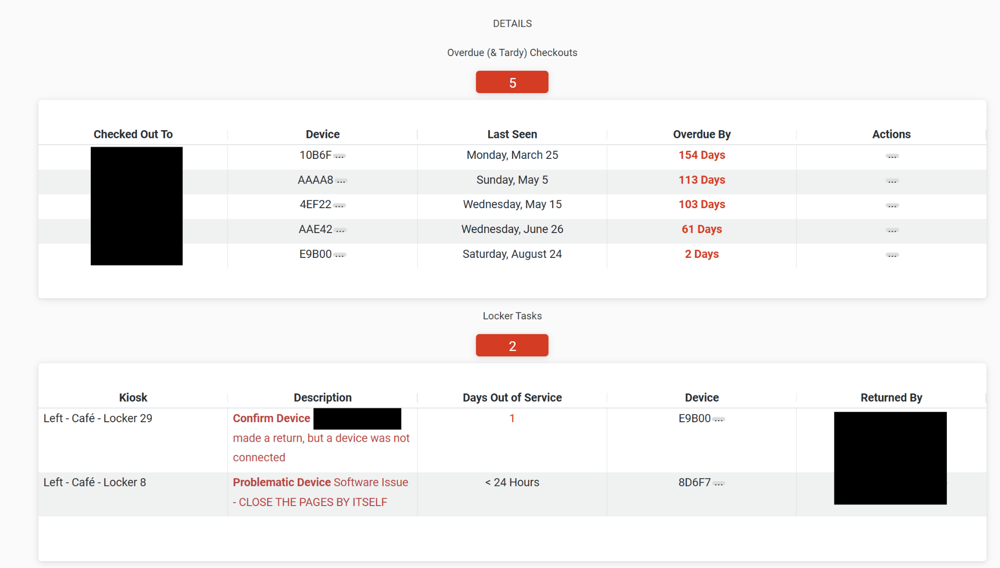 DETAILS
Overdue (& Tardy) Checkouts
5
Checked Out To Device Last Seen Overdue By Actions
10B6F ... Monday, March 25 154 Days ...
AAAA8 ... Sunday, May 5 113 Days ...
4EF22 ... Wednesday, May 15 103 Days ...
AAE42 ... Wednesday, June 26 61 Days ...
E9B00 ... Saturday, August 24 2 Days ...
Locker Tasks
2
Kiosk Description Days Out of Service Device Returned By
Left - Café - Locker 29 Confirm Device 1 E9B00 ...
made a return, but a device was not
connected
Left - Café - Locker 8 Problematic Device Software Issue < 24 Hours 8D6F7 ...
- CLOSE THE PAGES BY ITSELF